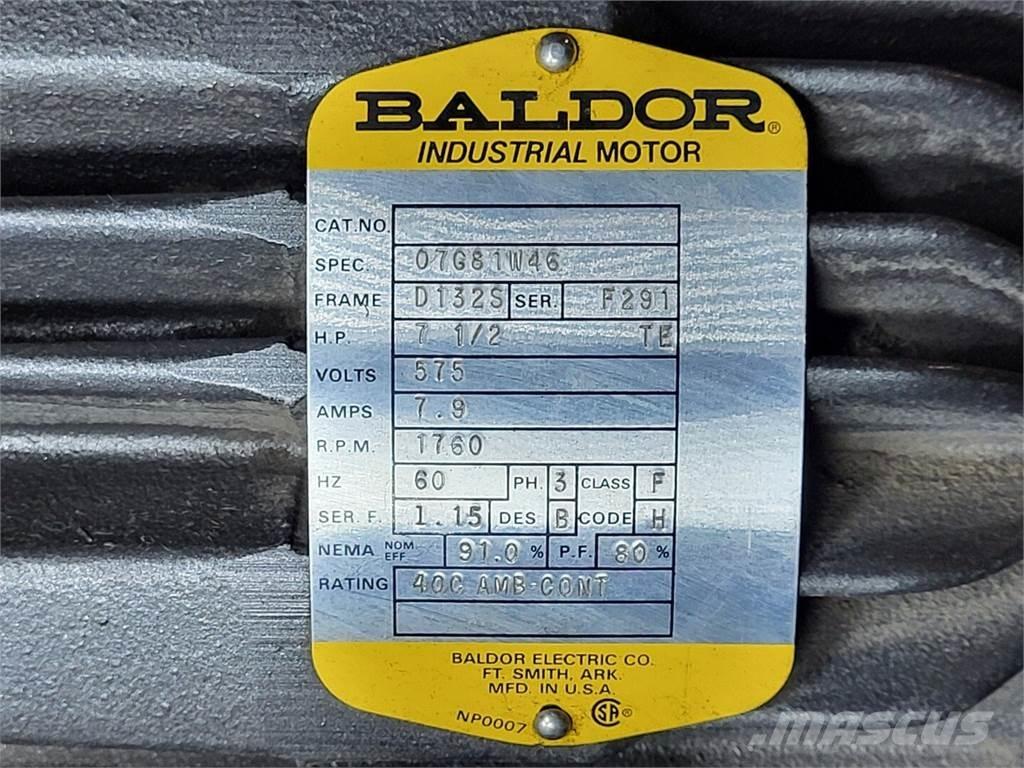 BALDOR®
INDUSTRIAL MOTOR
CAT.NO.
SPEC. 07G81W46
FRAME D132S SER. F291
H.P. 7 1/2 TE
VOLTS 575
AMPS 7.9
R.P.M. 1760
HZ 60 PH. 3 CLASS F
SER. F. 1.15 DES B CODE H
NEMA NOM EFF 91.0 % P.F. 80 %
RATING 40C AMB-CONT
BALDOR ELECTRIC CO.
FT. SMITH, ARK.
MFD. IN U.S.A.
NP0007 SA®
MASCUS